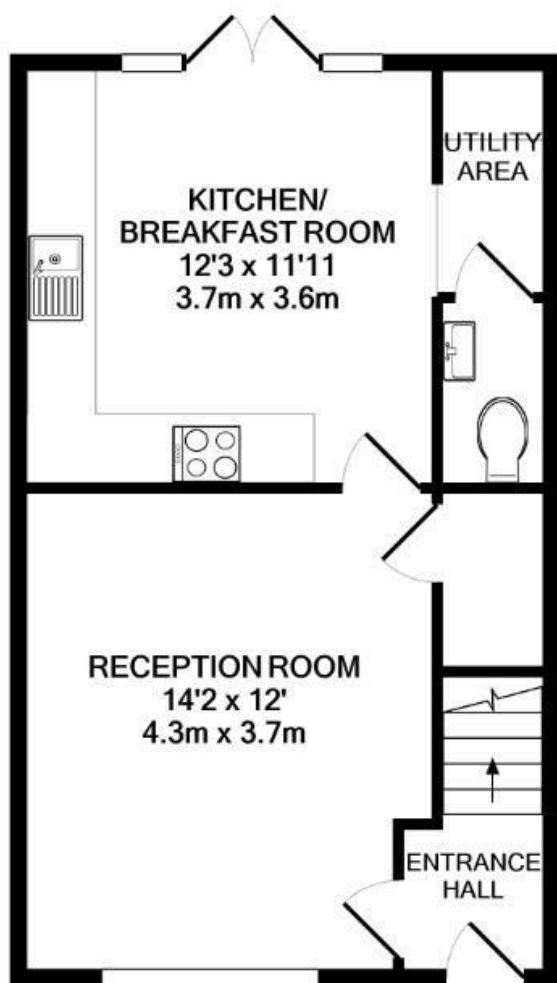 UTILITY
AREA
KITCHEN/
BREAKFAST ROOM
12'3 x 11'11
3.7m x 3.6m
RECEPTION ROOM
14'2 x 12'
4.3m x 3.7m
ENTRANCE
HALL